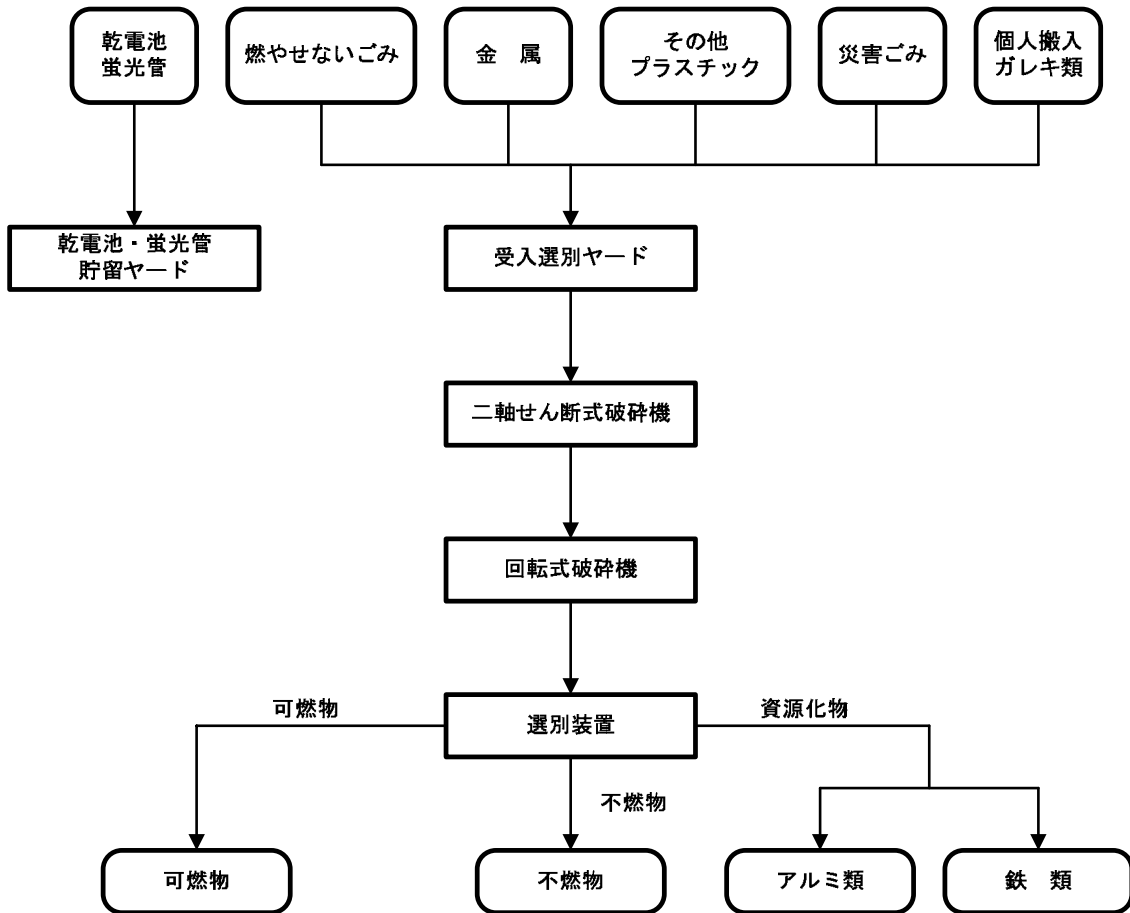 乾電池
蛍光管
燃やせないごみ
金　属
その他
プラスチック
災害ごみ
個人搬入
ガレキ類
乾電池・蛍光管
貯留ヤード
受入選別ヤード
二軸せん断式破砕機
回転式破砕機
選別装置
可燃物
資源化物
不燃物
可燃物
不燃物
アルミ類
鉄　類